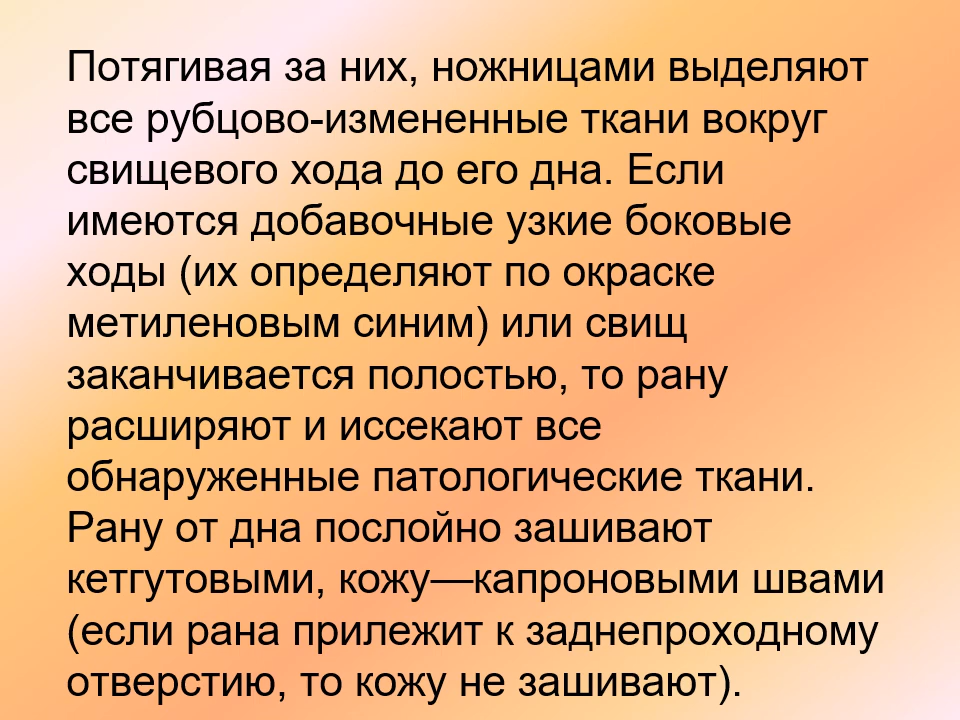 Потягивая за них, ножницами выделяют
все рубцово-измененные ткани вокруг
свищевого хода до его дна. Если
имеются добавочные узкие боковые
ходы (их определяют по окраске
метиленовым синим) или свищ
заканчивается полостью, то рану
расширяют и иссекают все
обнаруженные патологические ткани.
Рану от дна послойно зашивают
кетгутовыми, кожу—капроновыми швами
(если рана прилежит к заднепроходному
отверстию, то кожу не зашивают).